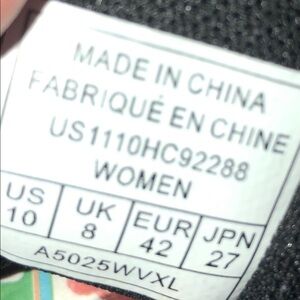 MADE IN CHINA
FABRIQUÉ EN CHINE
US1110HC92288
WOMEN
US UK EUR JPN
10 8 42 27
A5025WVXL